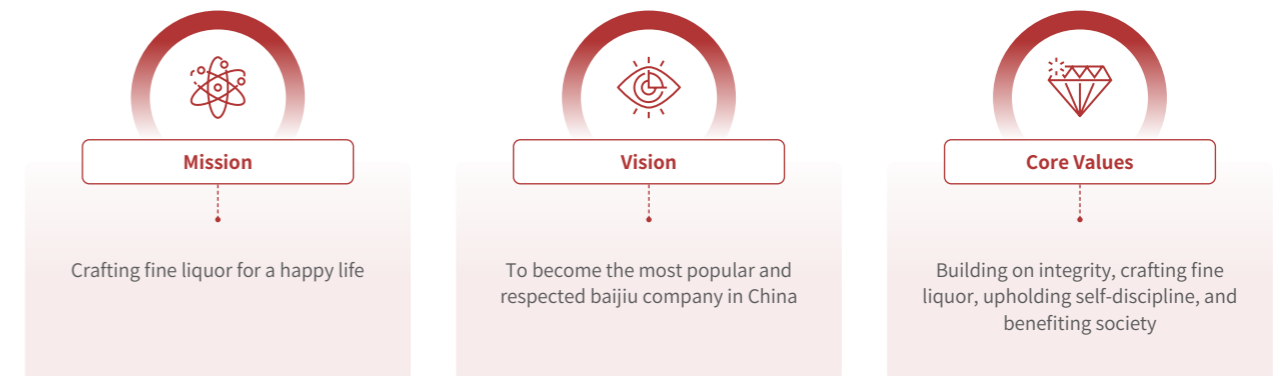 Mission
Crafting fine liquor for a happy life
Vision
To become the most popular and
respected baijiu company in China
Core Values
Building on integrity, crafting fine
liquor, upholding self-discipline, and
benefiting society